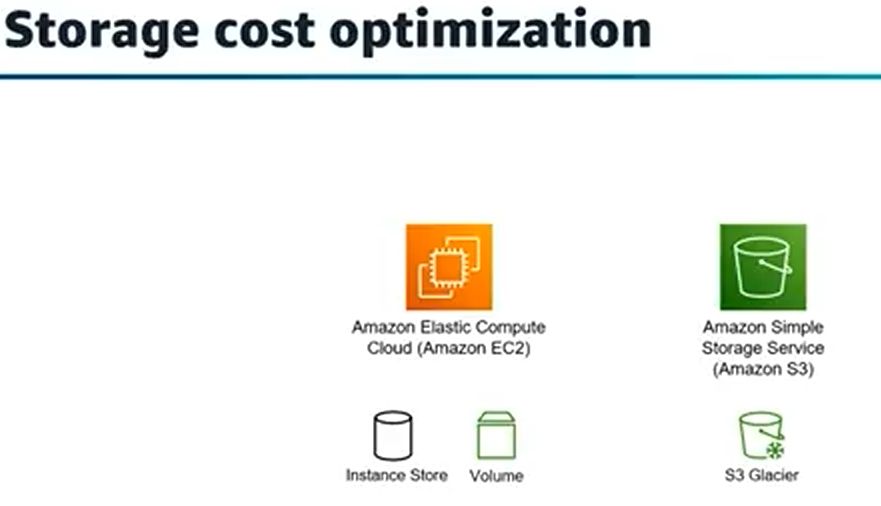 Storage cost optimization
Amazon Elastic Compute
Cloud (Amazon EC2)
Amazon Simple
Storage Service
(Amazon S3)
Instance Store
Volume
S3 Glacier